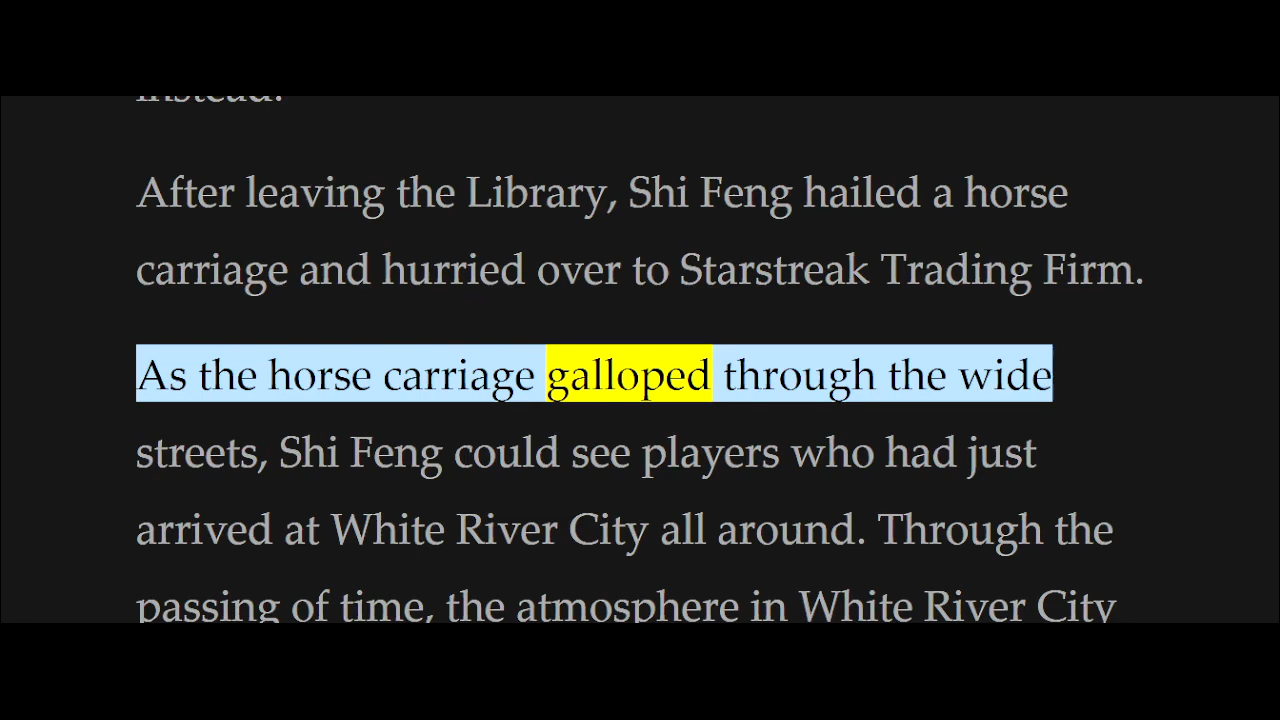 instead.
After leaving the Library, Shi Feng hailed a horse
carriage and hurried over to Starstreak Trading Firm.
As the horse carriage galloped through the wide
streets, Shi Feng could see players who had just
arrived at White River City all around. Through the
passing of time, the atmosphere in White River City